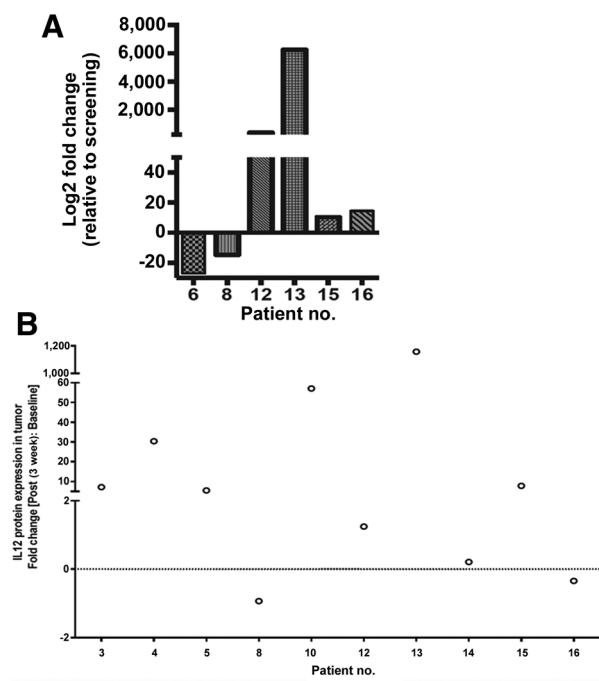 A
Log2 fold change
(relative to screening)
8,000
6,000
4,000
2,000
40
20
0
-20
6 8 12 13 15 16
Patient no.
B
IL12 protein expression in tumor
Fold change [Post (3 week): Baseline]
1,200
1,000
60
50
40
30
20
10
2
0
-2
3 4 5 8 10 12 13 14 15 16
Patient no.